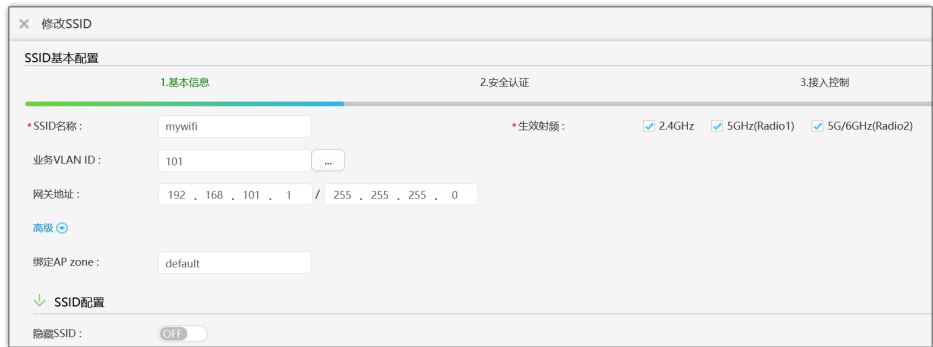 × 修改SSID
SSID基本配置
1.基本信息 2.安全认证 3.接入控制
*SSID名称: mywifi *生效射频: 2.4GHz 5GHz(Radio1) 5G/6GHz(Radio2)
业务VLAN ID: 101 ...
网关地址: 192 . 168 . 101 . 1 / 255 . 255 . 255 . 0
高级
绑定AP zone: default
SSID配置
隐藏SSID: OFF